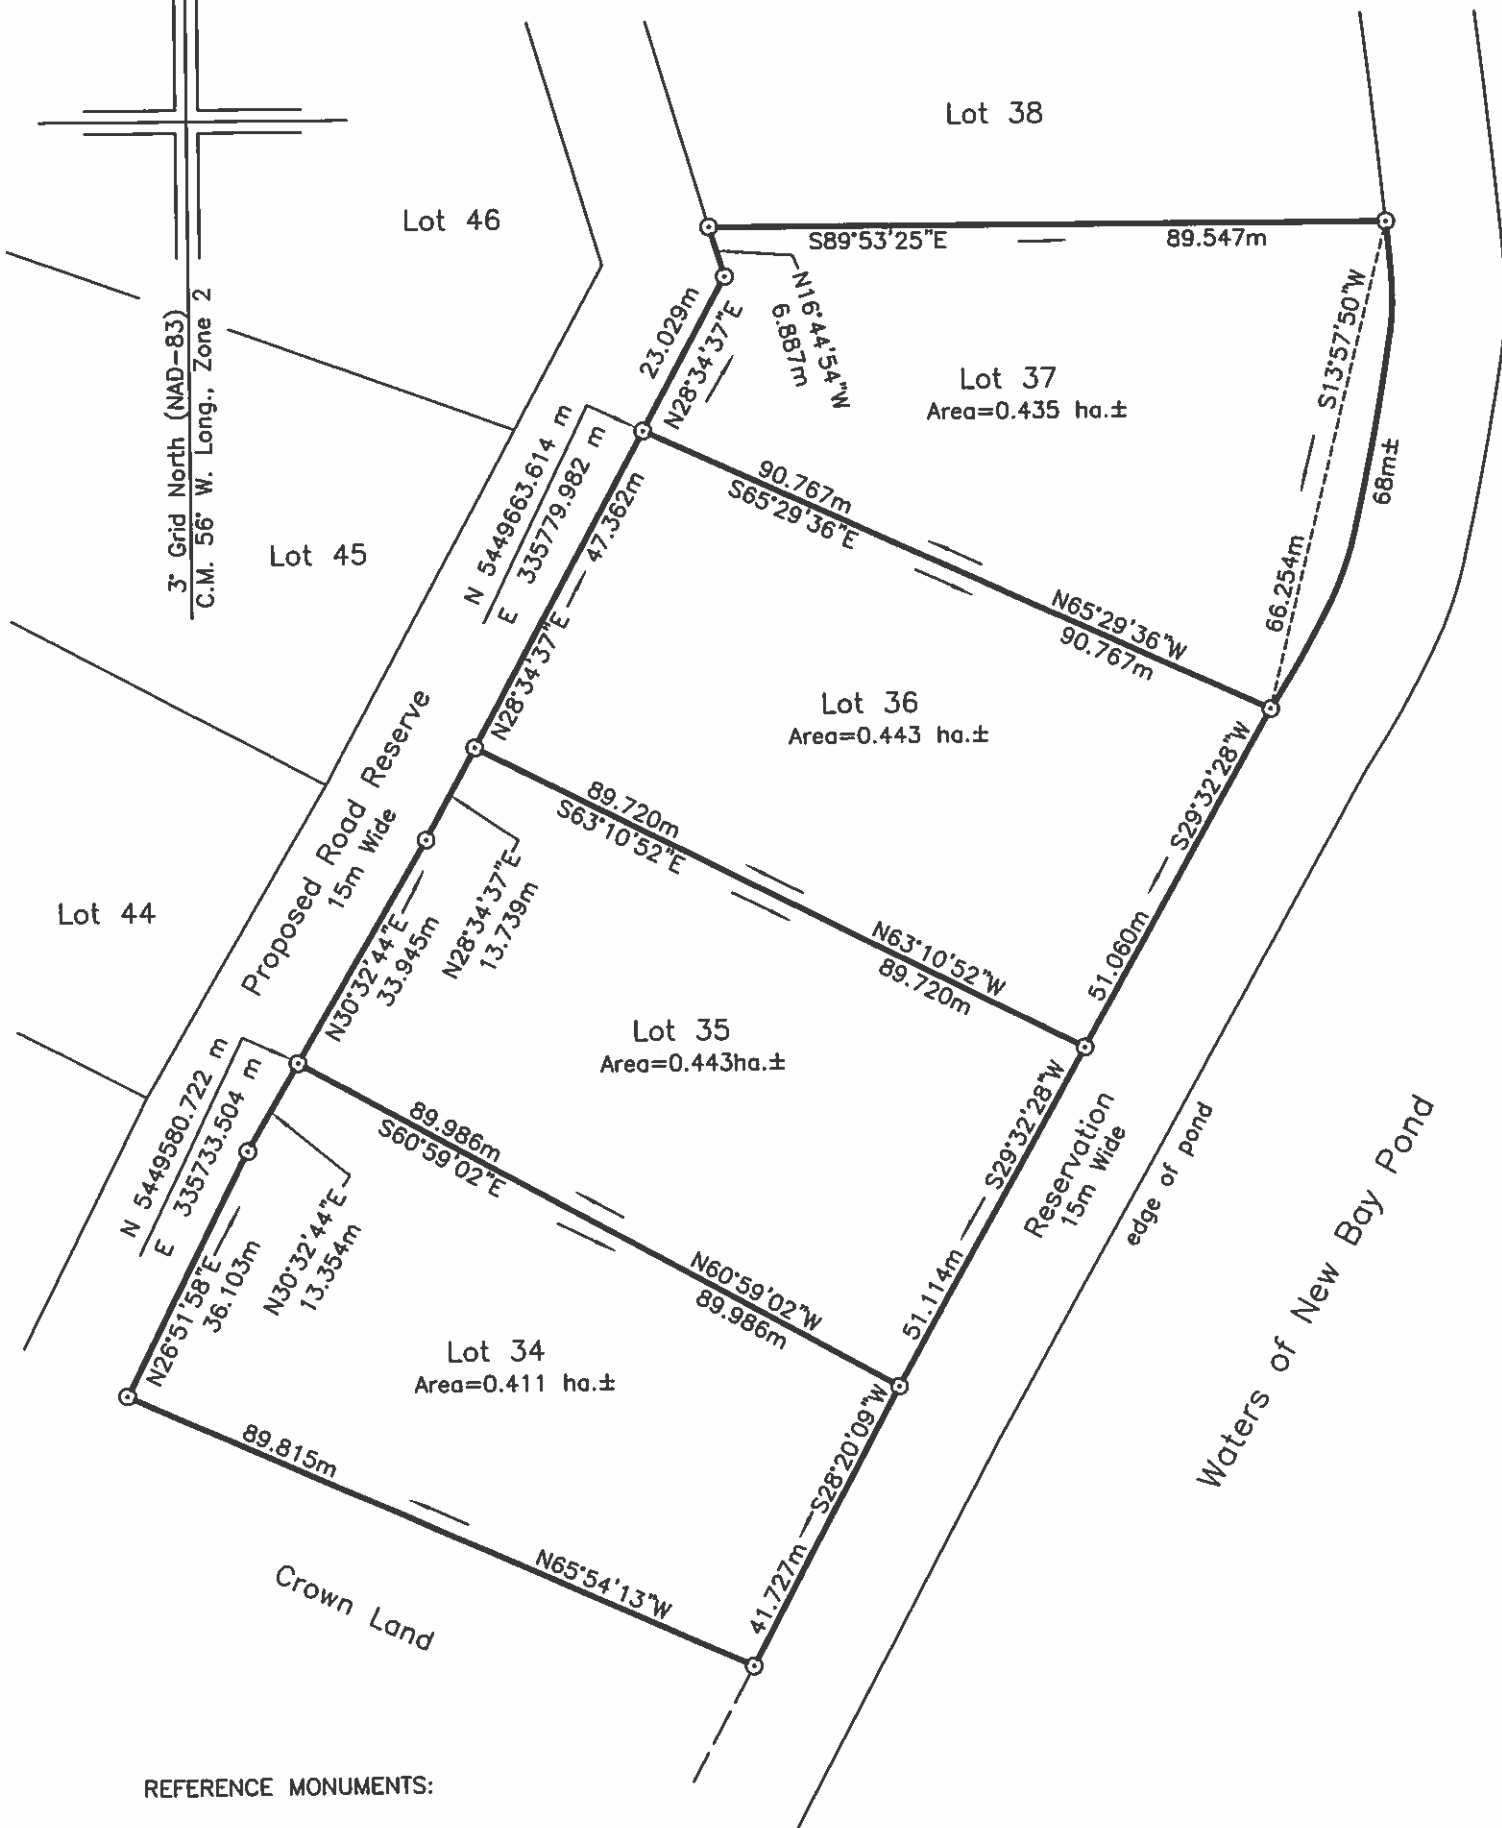 Lot 38
Lot 46
S89°53'25"E
89.547m
3° Grid North (NAD-83)
C.M. 56° W. Long., Zone 2
23.029m
N28°34'37"E
N16°44'54"W
6.887m
Lot 37
Area=0.435 ha.±
S13°57'50"W
66.254m
68m±
N 5449663.614 m
E 335779.982 m
Lot 45
90.767m
S65°29'36"E
N65°29'36"W
90.767m
47.362m
N28°34'37"E
Lot 36
Area=0.443 ha.±
S29°32'28"W
51.060m
Proposed Road Reserve
15m Wide
89.720m
S63°10'52"E
N63°10'52"W
89.720m
Lot 44
N28°34'37"E
13.739m
N30°32'44"E
33.945m
Lot 35
Area=0.443ha.±
S29°32'28"W
51.114m
Reservation
15m Wide
edge of pond
Waters of New Bay Pond
N 5449580.722 m
E 335733.504 m
89.986m
S60°59'02"E
N60°59'02"W
89.986m
N30°32'44"E
13.354m
N26°51'58"E
36.103m
Lot 34
Area=0.411 ha.±
S28°20'09"W
41.727m
89.815m
N65°54'13"W
Crown Land
REFERENCE MONUMENTS: